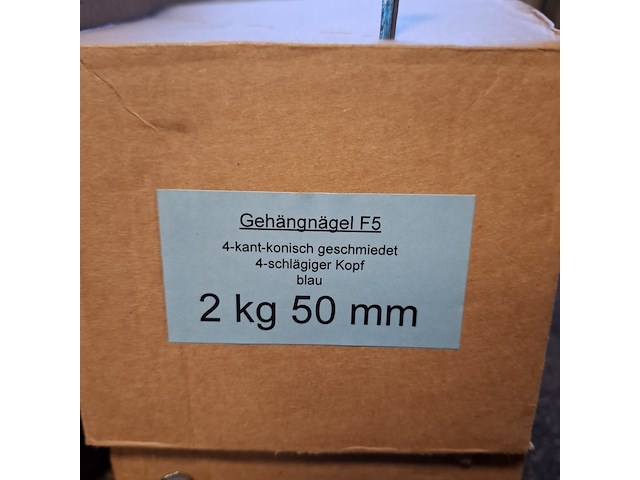 Gehängnägel F5
4-kant-konisch geschmiedet
4-schlägiger Kopf
blau
2 kg 50 mm